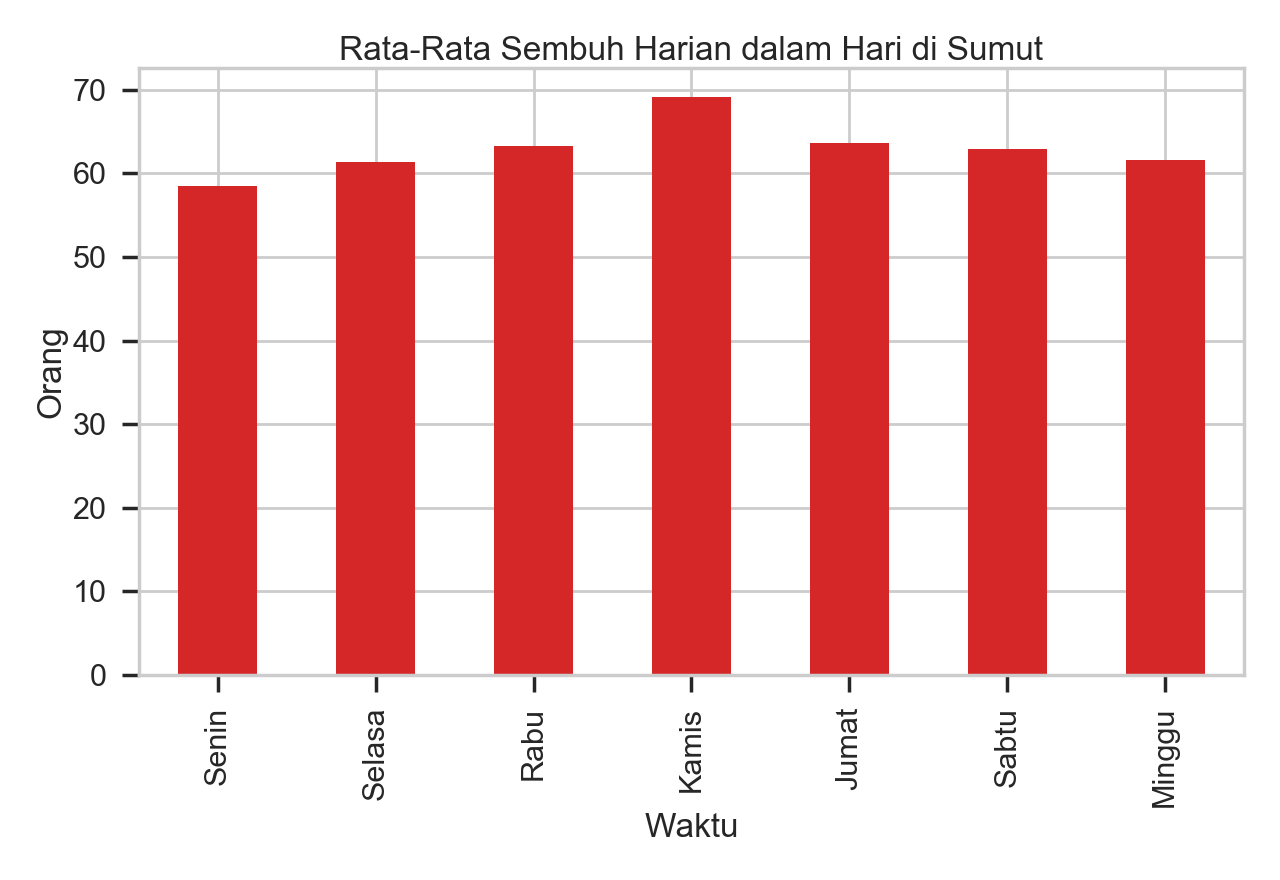 Rata-Rata Sembuh Harian dalam Hari di Sumut
70
60
50
40
30
20
10
0
Orang
Senin
Selasa
Rabu
Kamis
Jumat
Sabtu
Minggu
Waktu